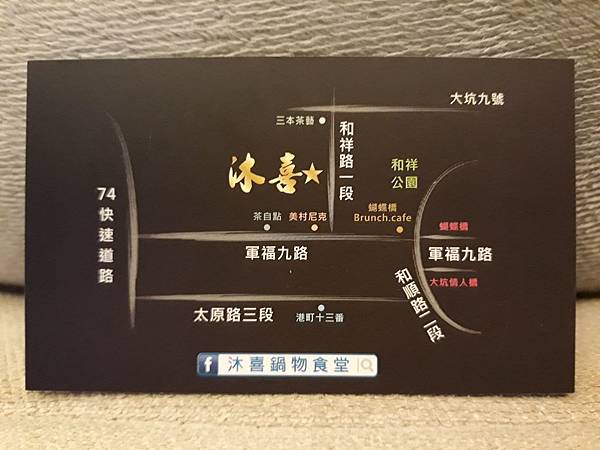 大坑九號
三本茶藝
和祥路一段
沐喜
和祥
公園
74
快速道路
茶自點
美村尼克
蝴蝶橋
Brunch.cafe
蝴蝶橋
軍福九路
軍福九路
大坑情人橋
和順路二段
太原路三段
港町十三番
f 沐喜鍋物食堂